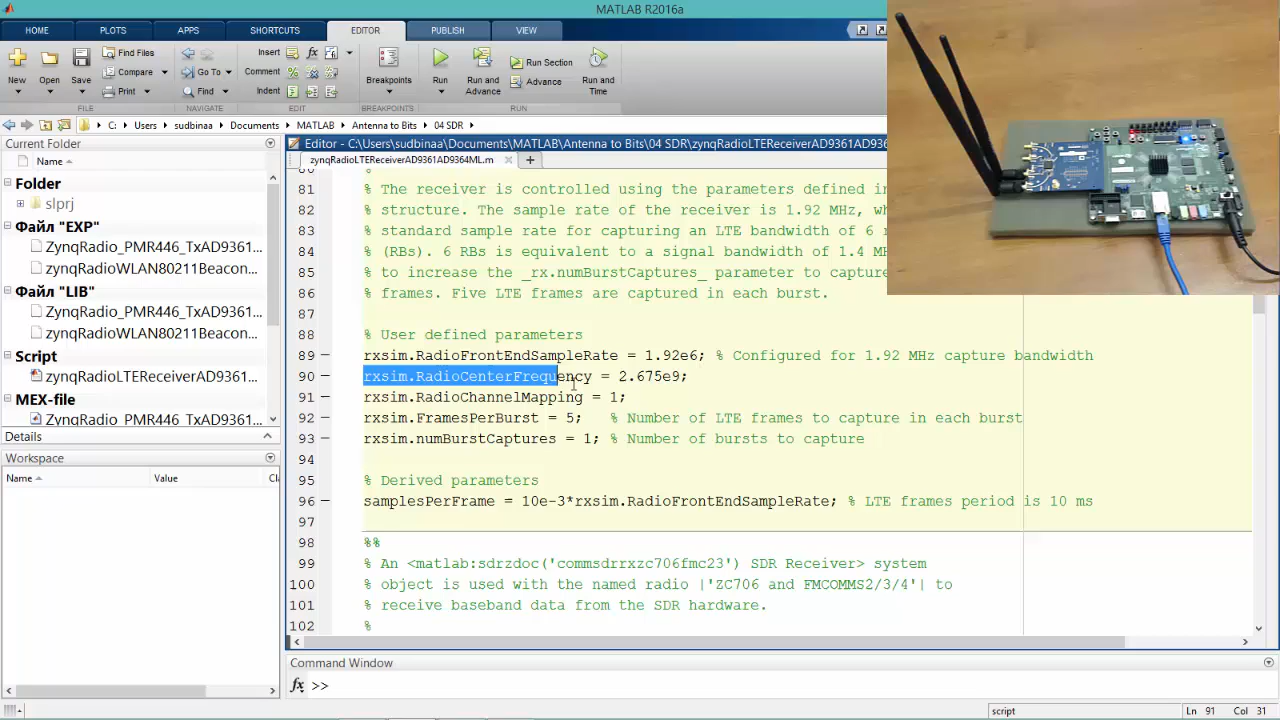 MATLAB R2016a
HOME PLOTS APPS SHORTCUTS EDITOR PUBLISH VIEW
New Open Save Find Files Compare Print
Go To Find
Insert fx Comment Indent
Breakpoints
Run Run and Advance Run Section Advance Run and Time
FILE NAVIGATE EDIT BREAKPOINTS RUN
C: Users sudbinaa Documents MATLAB Antenna to Bits 04 SDR
Current Folder
Name
Folder
slprj
Файл "EXP"
ZynqRadio_PMR446_TxAD9361...
zynqRadioWLAN80211Beacon...
Файл "LIB"
ZynqRadio_PMR446_TxAD9361...
zynqRadioWLAN80211Beacon...
Script
zynqRadioLTEReceiverAD9361...
MEX-file
ZynqRadio_PMR446_TxAD9361...
Details
Workspace
Name Value Cl
Editor - C:\Users\sudbinaa\Documents\MATLAB\Antenna to Bits\04 SDR\zynqRadioLTEReceiverAD9361AD
zynqRadioLTEReceiverAD9361AD9364ML.m
80
81 % The receiver is controlled using the parameters defined in
82 % structure. The sample rate of the receiver is 1.92 MHz, wh
83 % standard sample rate for capturing an LTE bandwidth of 6 r
84 % (RBs). 6 RBs is equivalent to a signal bandwidth of 1.4 M
85 % to increase the _rx.numBurstCaptures_ parameter to capture
86 % frames. Five LTE frames are captured in each burst.
87
88 % User defined parameters
89 rxsim.RadioFrontEndSampleRate = 1.92e6; % Configured for 1.92 MHz capture bandwidth
90 rxsim.RadioCenterFrequency = 2.675e9;
91 rxsim.RadioChannelMapping = 1;
92 rxsim.FramesPerBurst = 5; % Number of LTE frames to capture in each burst
93 rxsim.numBurstCaptures = 1; % Number of bursts to capture
94
95 % Derived parameters
96 samplesPerFrame = 10e-3*rxsim.RadioFrontEndSampleRate; % LTE frames period is 10 ms
97
98 %%
99 % An <matlab:sdrzdoc('commsdrrxzc706fmc23') SDR Receiver> system
100 % object is used with the named radio |'ZC706 and FMCOMMS2/3/4'| to
101 % receive baseband data from the SDR hardware.
102 %
Command Window
fx >>
script Ln 91 Col 31